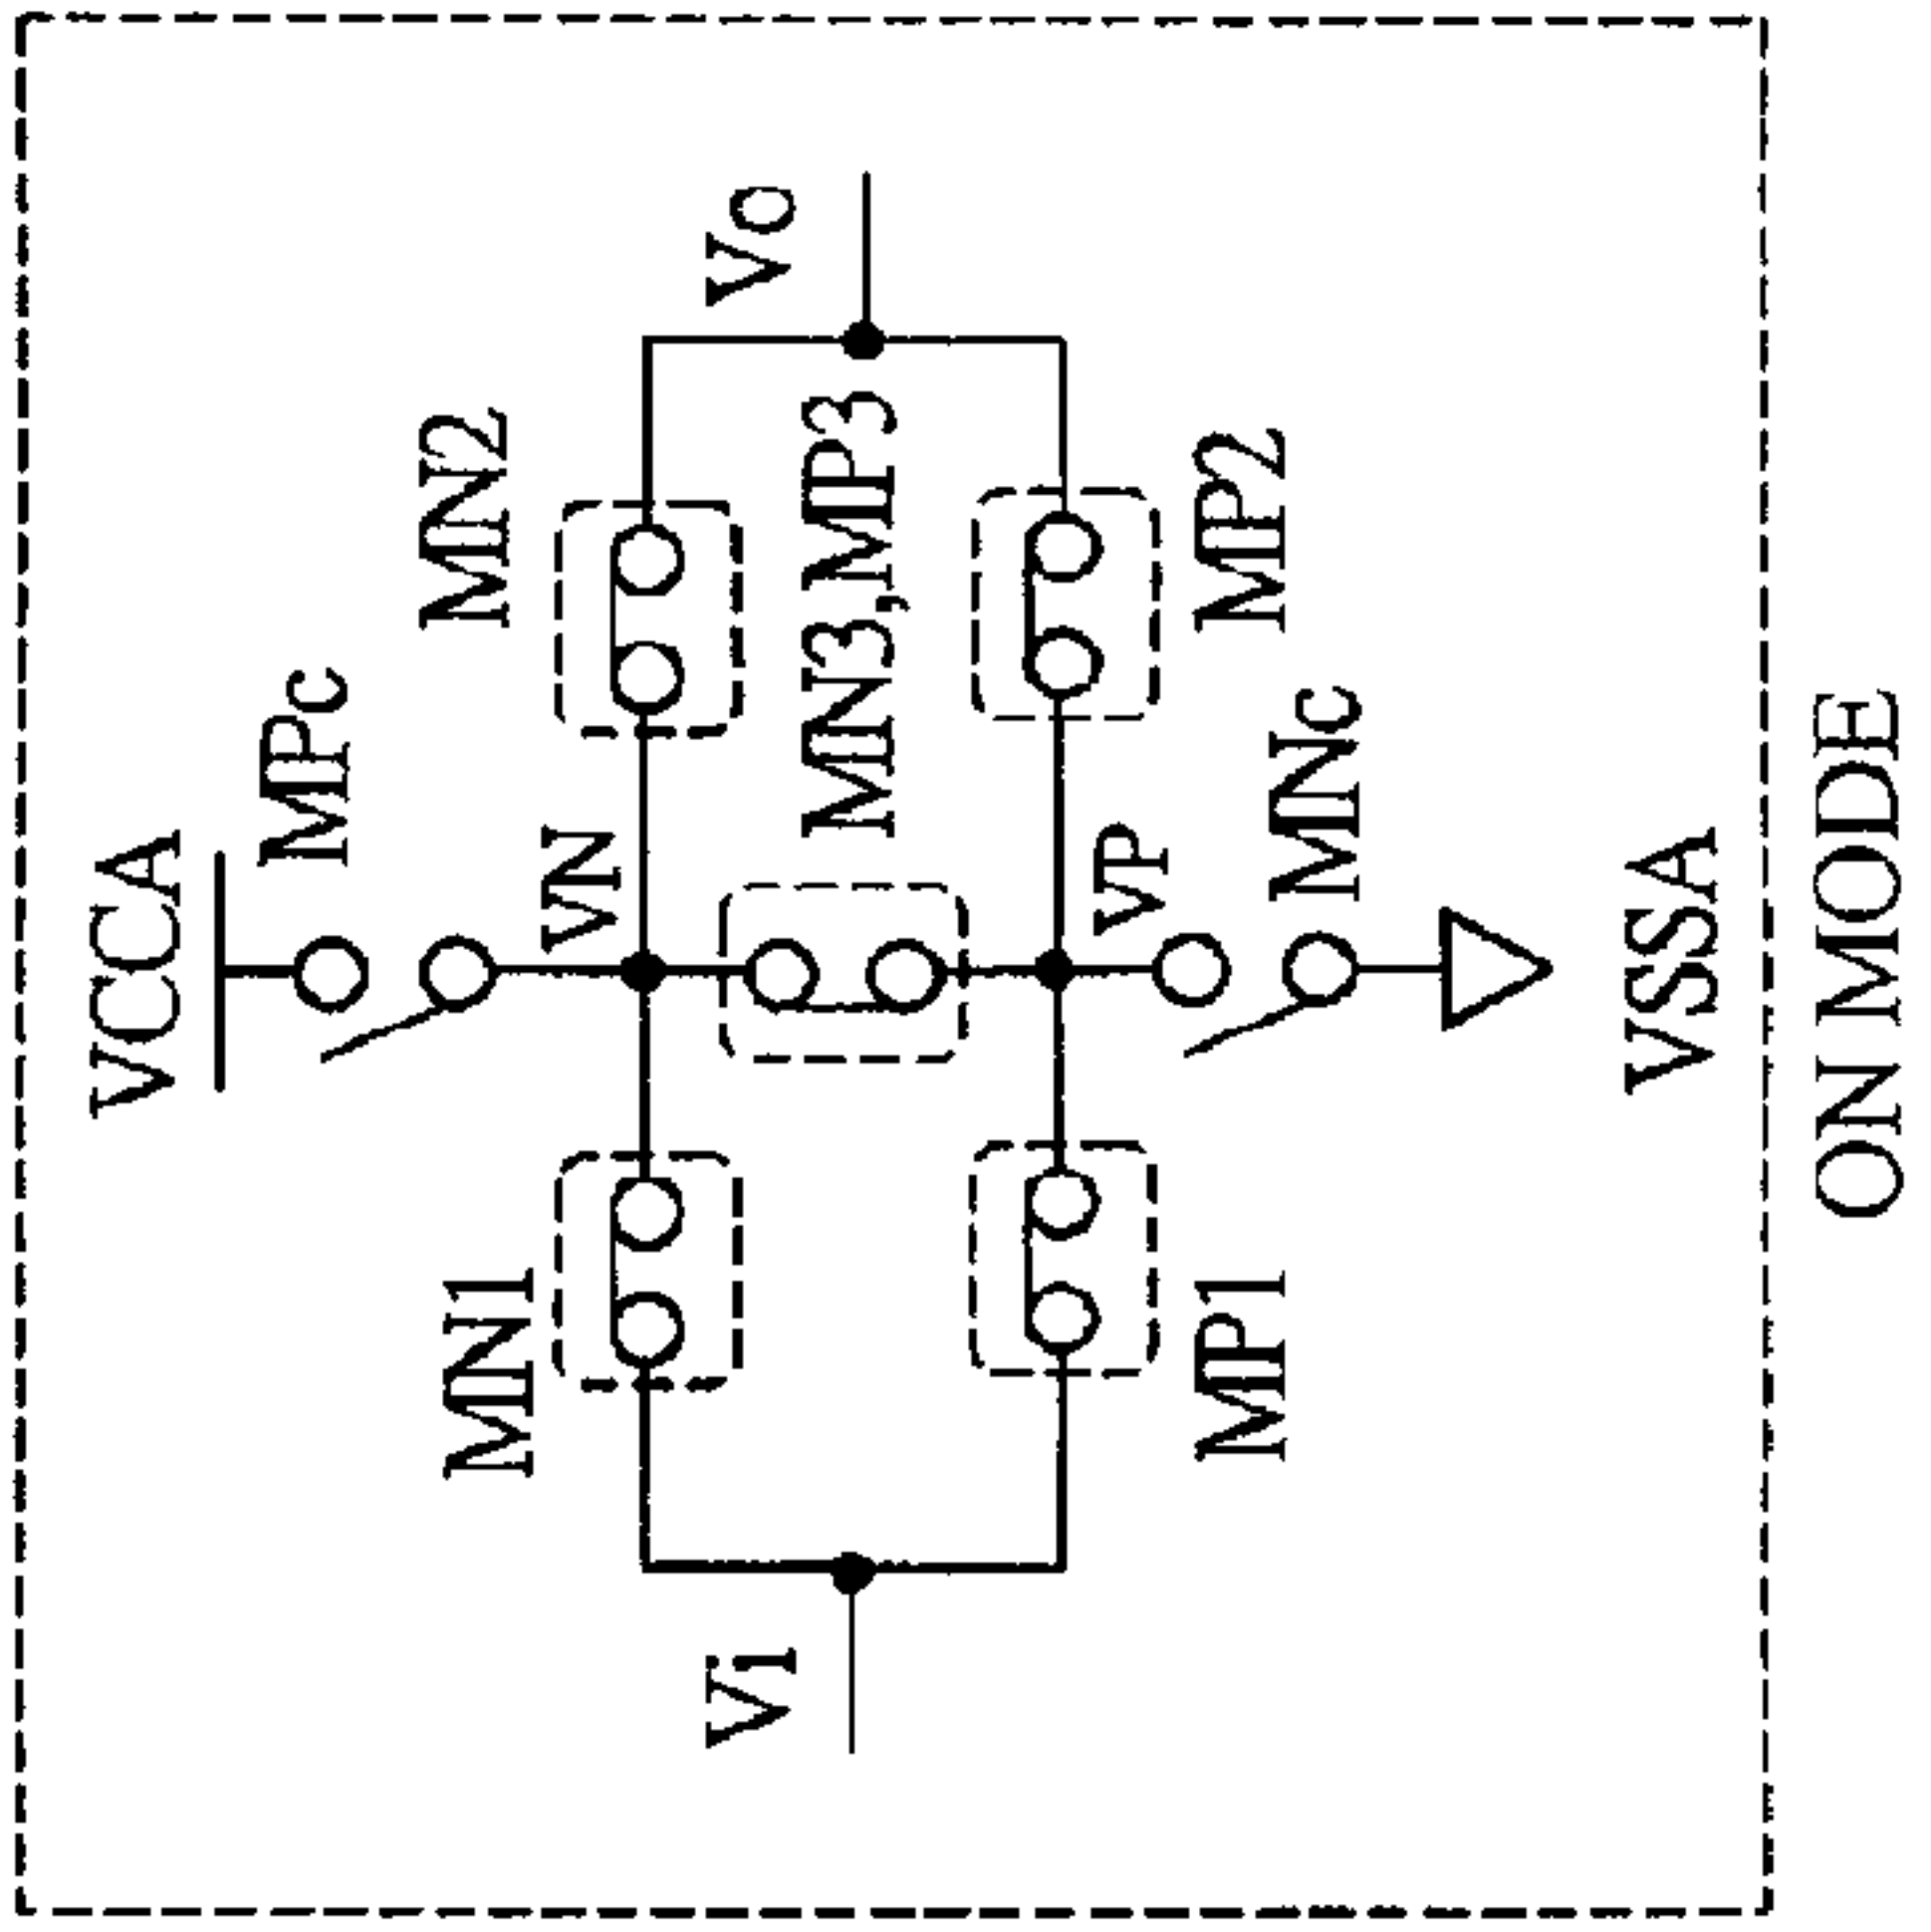 VCCA
MPc
MN1
VN
MN2
Vi
MN3,MP3
Vo
VP
MP1
MNc
MP2
VSSA
ON MODE